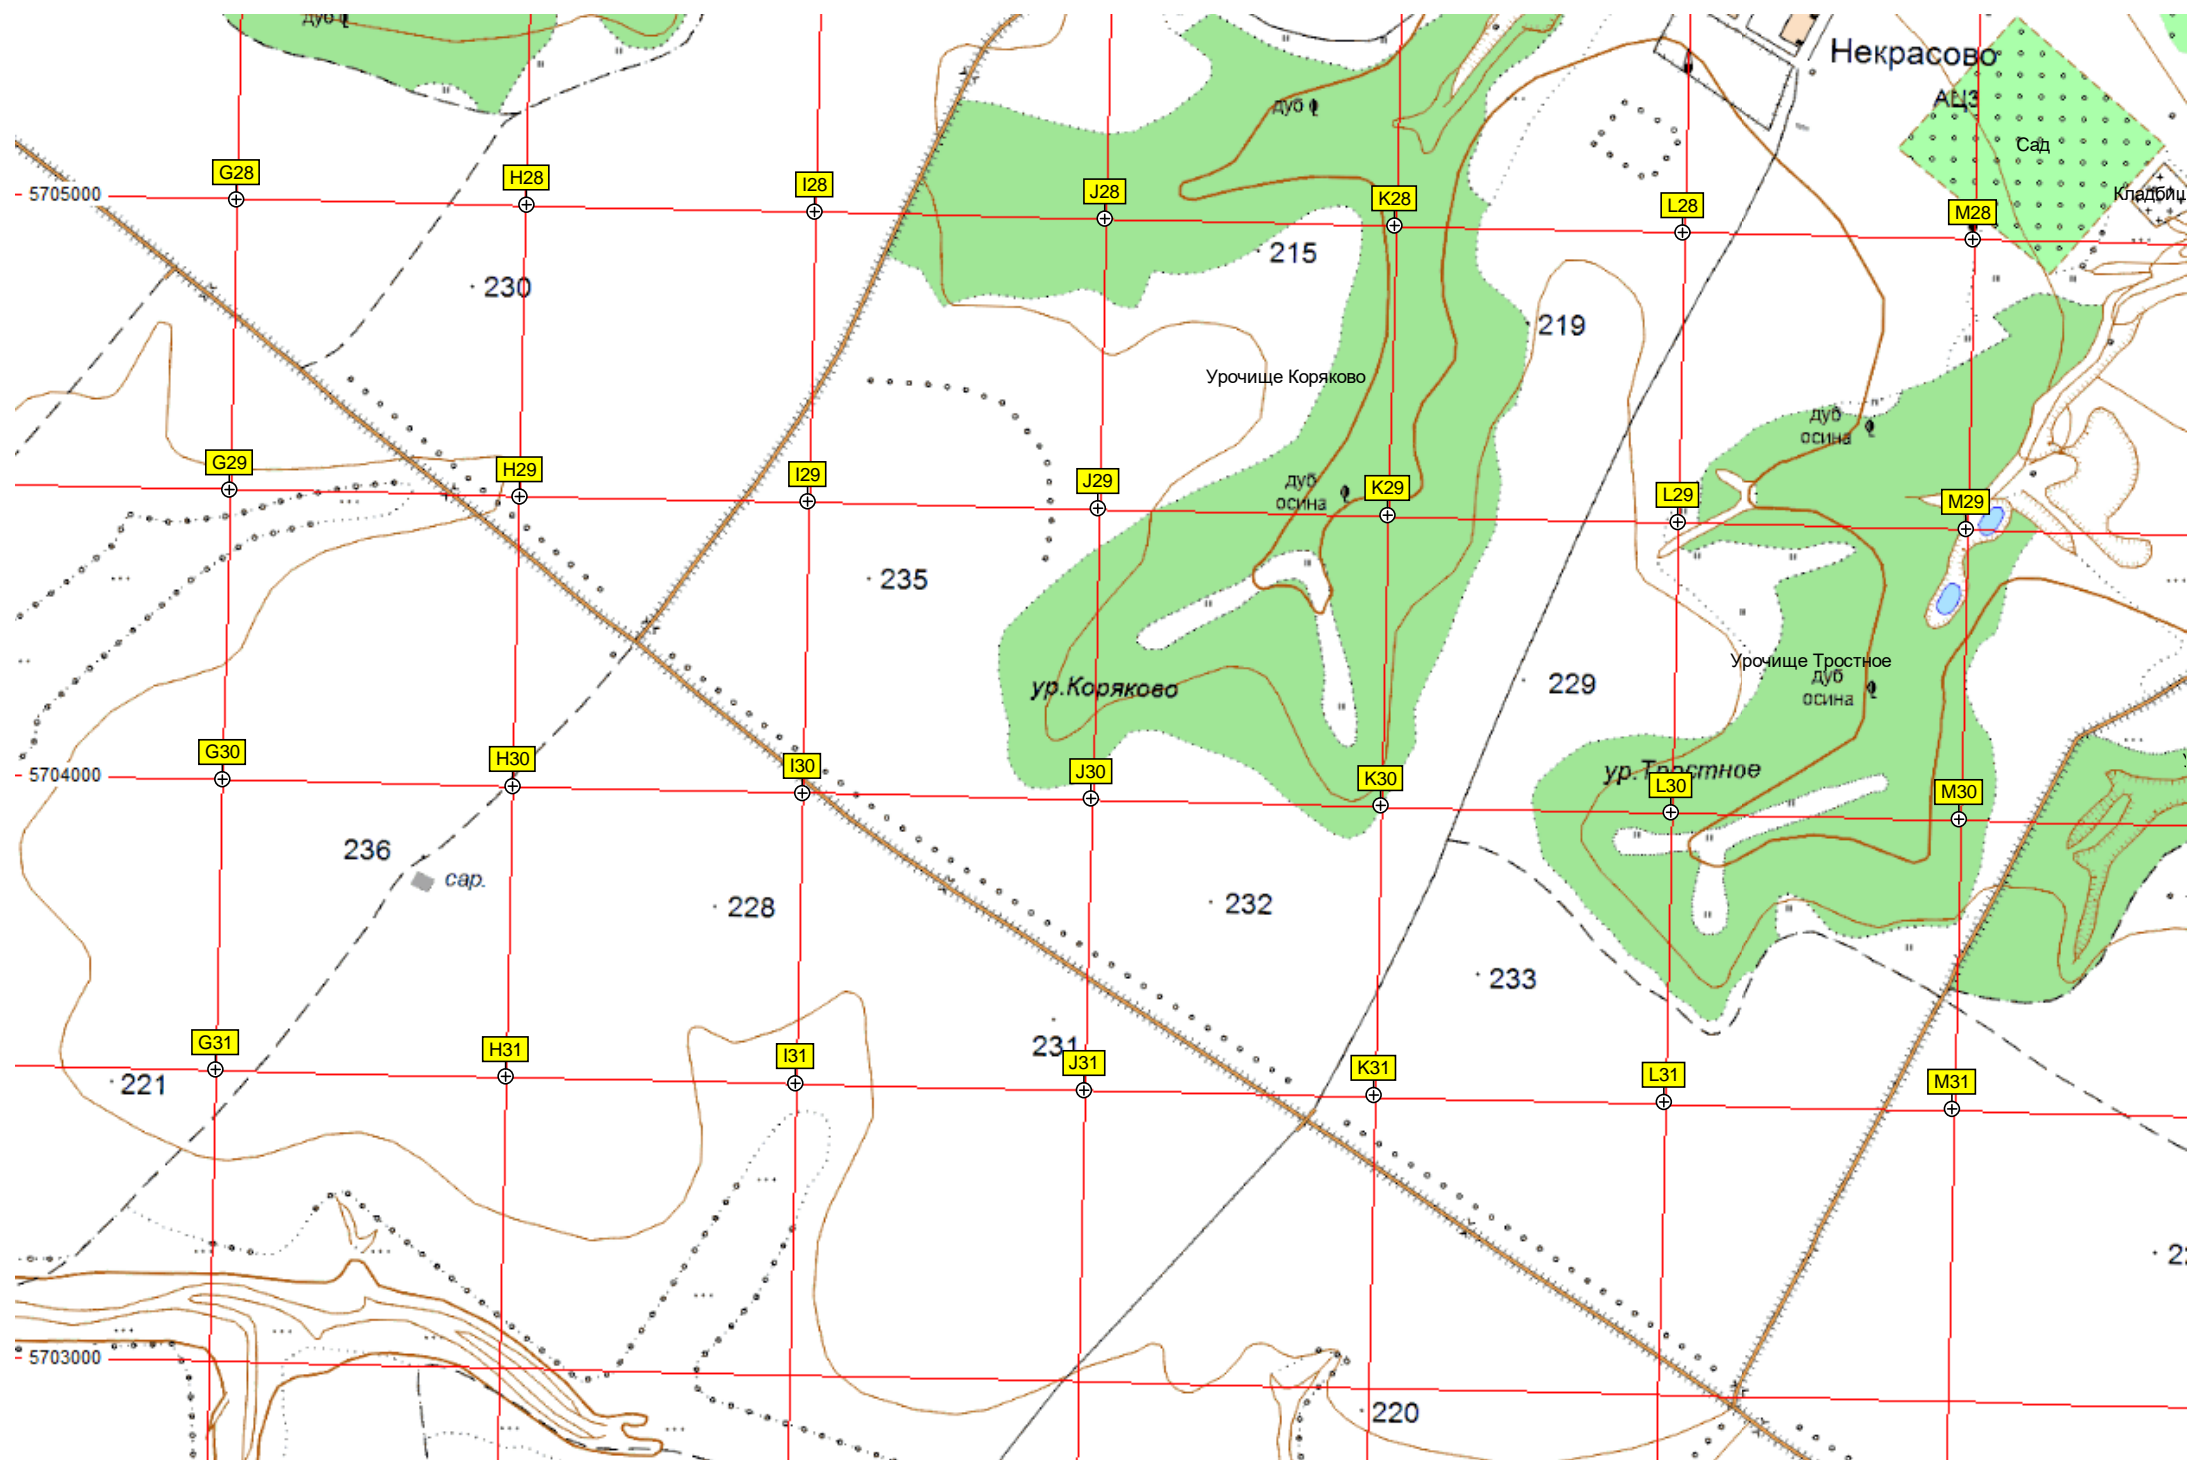 дуб
Некрасово
дуб
АЦЗ
Сад
G28
H28
I28
J28
K28
L28
M28
5705000
215
230
219
Урочище Коряково
дуб
осина
G29
H29
I29
J29
K29
L29
M29
дуб
осина
235
Урочище Тростное
дуб
осина
ур.Коряково
229
G30
H30
I30
J30
K30
L30
M30
5704000
ур.Тростное
236
сар.
228
232
233
G31
H31
I31
231
J31
K31
L31
M31
221
5703000
220